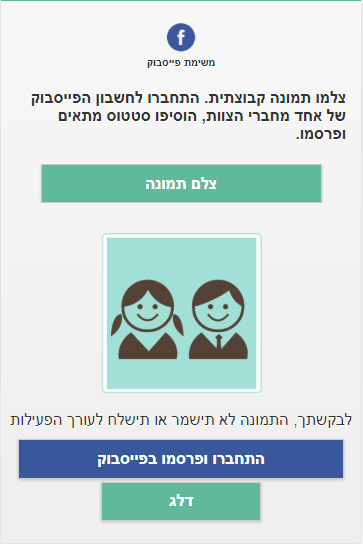 משימת פייסבוק
צלמו תמונה קבוצתית. התחברו לחשבון הפייסבוק
של אחד מחברי הצוות, הוסיפו סטטוס מתאים
ופרסמו.
צלם תמונה
לבקשתך, התמונה לא תישמר או תישלח לעורך הפעילות
התחברו ופרסמו בפייסבוק
דלג